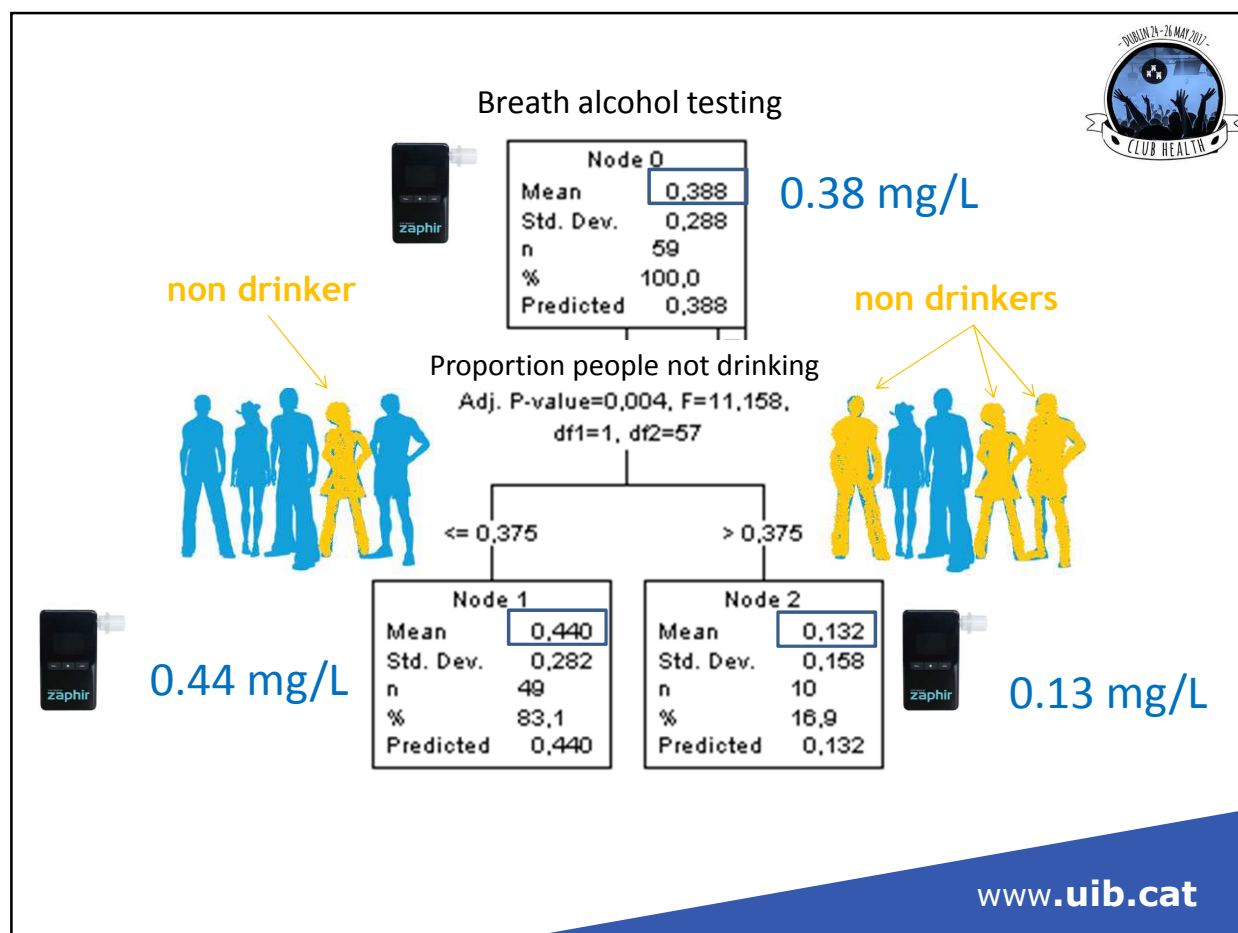 - DUBLIN 24-26 MAY 2017 -
CLUB HEALTH
Breath alcohol testing
zaphir
Node 0
Mean 0,388
Std. Dev. 0,288
n 59
% 100,0
Predicted 0,388
0.38 mg/L
non drinker
non drinkers
Proportion people not drinking
Adj. P-value=0,004, F=11,158,
df1=1, df2=57
<= 0,375
> 0,375
zaphir
0.44 mg/L
Node 1
Mean 0,440
Std. Dev. 0,282
n 49
% 83,1
Predicted 0,440
Node 2
Mean 0,132
Std. Dev. 0,158
n 10
% 16,9
Predicted 0,132
zaphir
0.13 mg/L
www.uib.cat